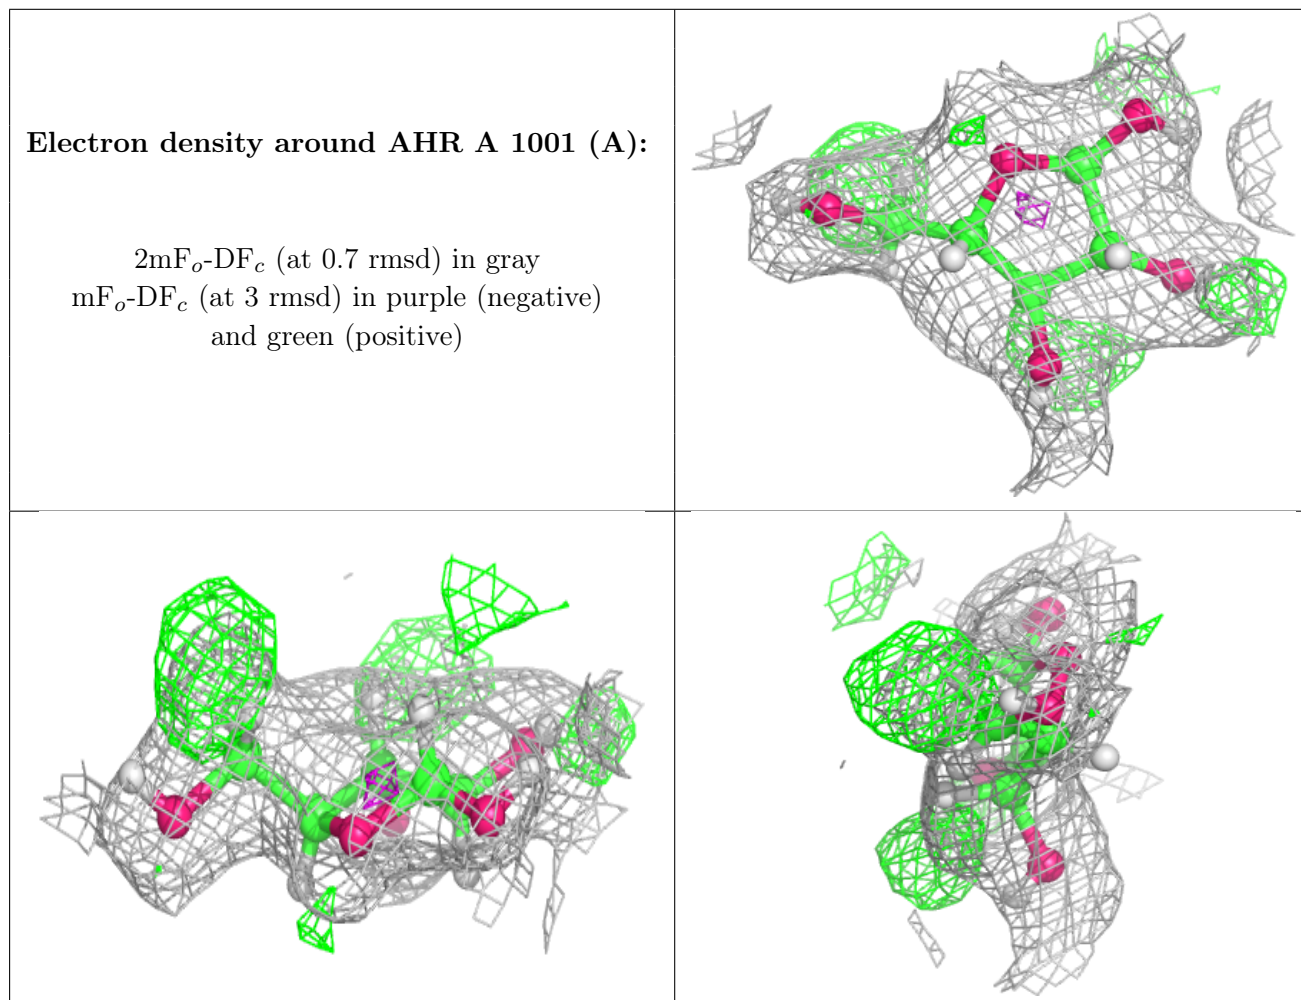 Electron density around AHR A 1001 (A):
2mFo-DFc (at 0.7 rmsd) in gray
mFo-DFc (at 3 rmsd) in purple (negative)
and green (positive)